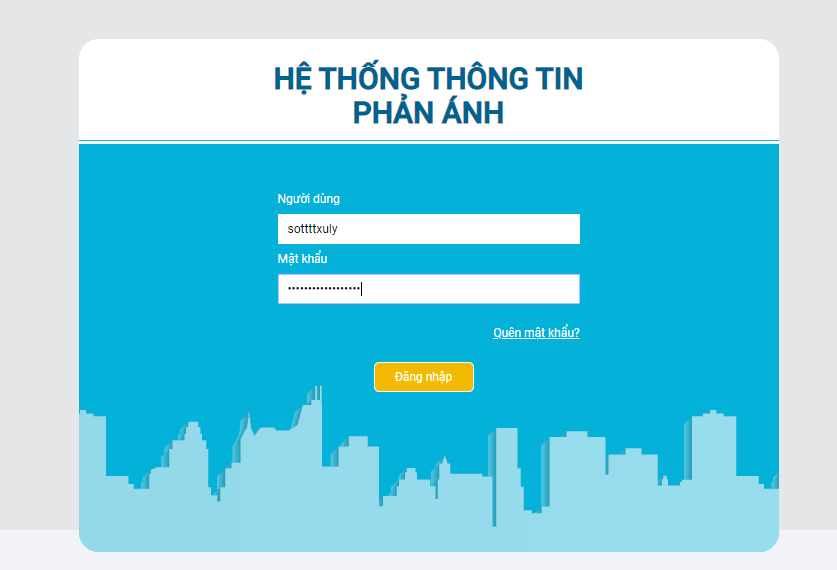 HỆ THỐNG THÔNG TIN
PHẢN ÁNH
Người dùng
sottttxuly
Mật khẩu
••••••••••••••••••
Quên mật khẩu?
Đăng nhập